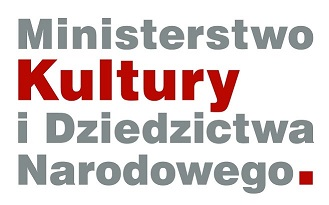 Ministerstwo
Kultury
i Dziedzictwa
Narodowego.